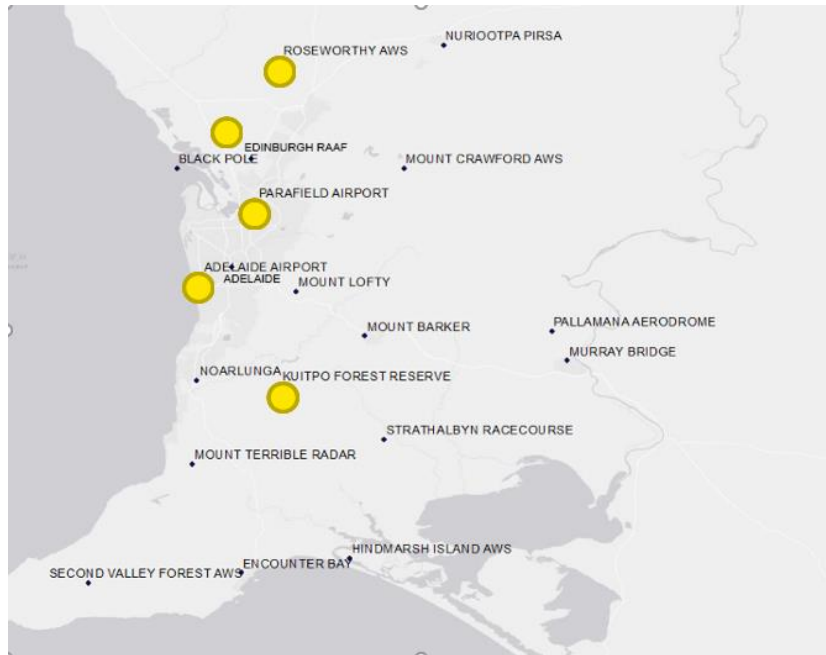 NURIOOTPA PIRSA
ROSEWORTHY AWS
EDINBURGH RAAF
BLACK POLE
MOUNT CRAWFORD AWS
PARAFIELD AIRPORT
ADELAIDE AIRPORT
ADELAIDE
MOUNT LOFTY
PALLAMANA AERODROME
MOUNT BARKER
MURRAY BRIDGE
NOARLUNGA
KUITPO FOREST RESERVE
STRATHALBYN RACECOURSE
MOUNT TERRIBLE RADAR
HINDMARSH ISLAND AWS
ENCOUNTER BAY
SECOND VALLEY FOREST AWS